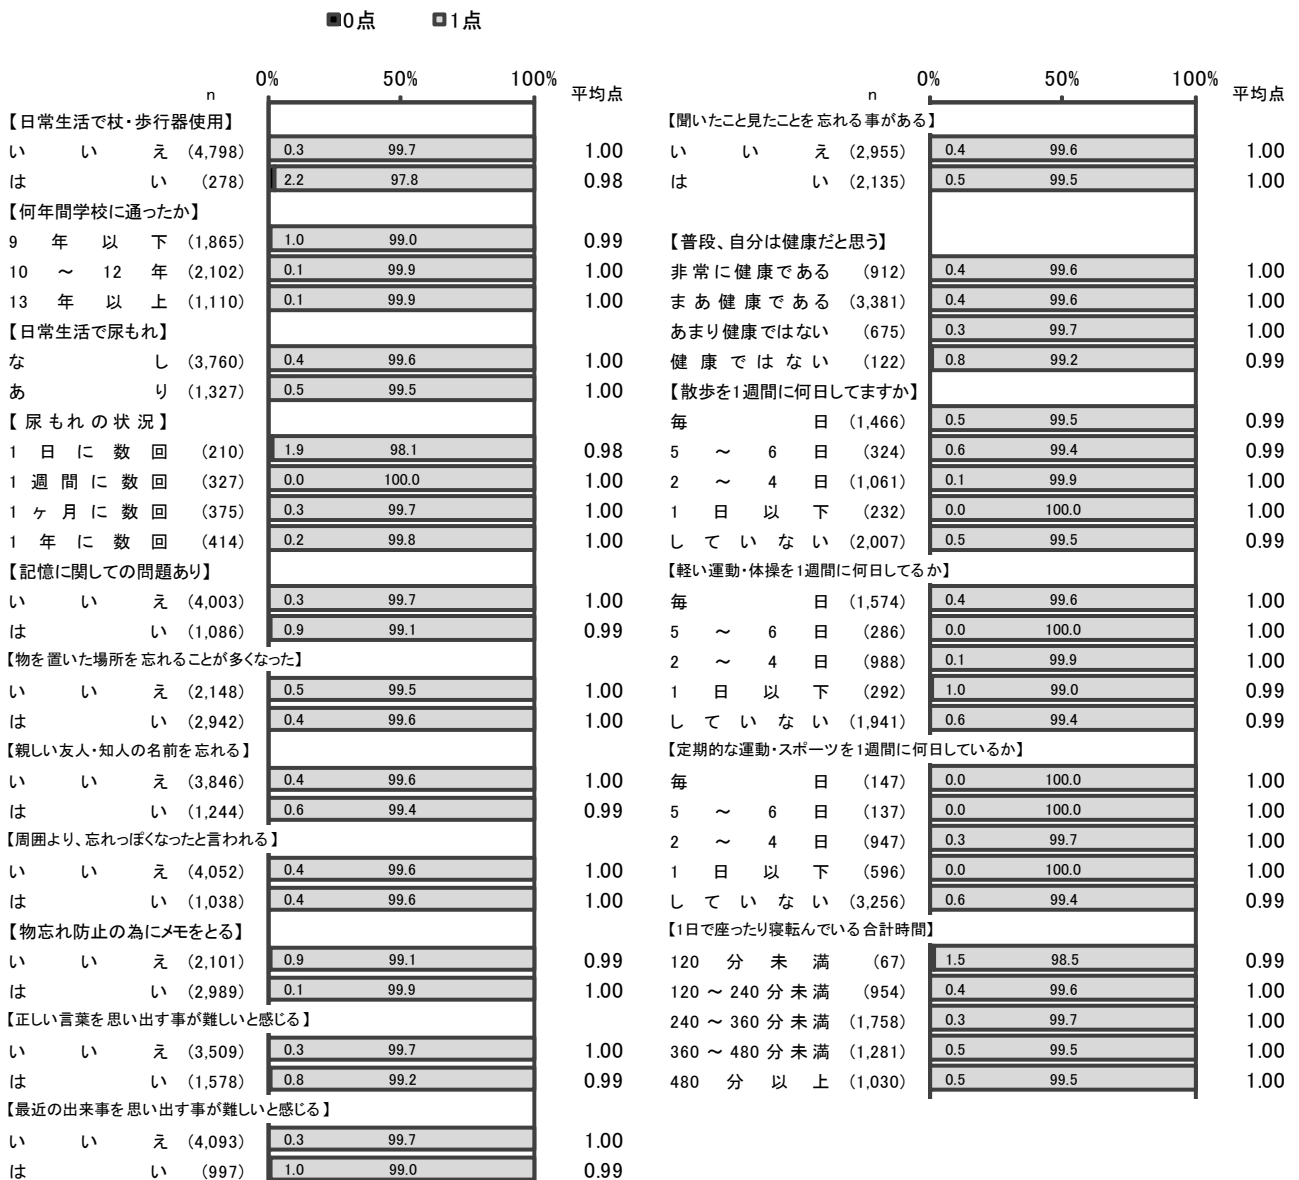 ■0点 □1点
0% 50% 100%
n 平均点
【日常生活で杖・歩行器使用】
いいえ (4,798) 0.3 99.7 1.00
はい (278) 2.2 97.8 0.98
【何年間学校に通ったか】
9年以下 (1,865) 1.0 99.0 0.99
10～12年 (2,102) 0.1 99.9 1.00
13年以上 (1,110) 0.1 99.9 1.00
【日常生活で尿もれ】
なし (3,760) 0.4 99.6 1.00
あり (1,327) 0.5 99.5 1.00
【尿もれの状況】
1日に数回 (210) 1.9 98.1 0.98
1週間に数回 (327) 0.0 100.0 1.00
1ヶ月に数回 (375) 0.3 99.7 1.00
1年に数回 (414) 0.2 99.8 1.00
【記憶に関しての問題あり】
いいえ (4,003) 0.3 99.7 1.00
はい (1,086) 0.9 99.1 0.99
【物を置いた場所を忘れることが多くなった】
いいえ (2,148) 0.5 99.5 1.00
はい (2,942) 0.4 99.6 1.00
【親しい友人・知人の名前を忘れる】
いいえ (3,846) 0.4 99.6 1.00
はい (1,244) 0.6 99.4 0.99
【周囲より、忘れっぽくなったと言われる】
いいえ (4,052) 0.4 99.6 1.00
はい (1,038) 0.4 99.6 1.00
【物忘れ防止の為にメモをとる】
いいえ (2,101) 0.9 99.1 0.99
はい (2,989) 0.1 99.9 1.00
【正しい言葉を思い出す事が難しいと感じる】
いいえ (3,509) 0.3 99.7 1.00
はい (1,578) 0.8 99.2 0.99
【最近の出来事を思い出す事が難しいと感じる】
いいえ (4,093) 0.3 99.7 1.00
はい (997) 1.0 99.0 0.99
0% 50% 100%
n 平均点
【聞いたこと見たことを忘れる事がある】
いいえ (2,955) 0.4 99.6 1.00
はい (2,135) 0.5 99.5 1.00
【普段、自分は健康だと思う】
非常に健康である (912) 0.4 99.6 1.00
まあ健康である (3,381) 0.4 99.6 1.00
あまり健康ではない (675) 0.3 99.7 1.00
健康ではない (122) 0.8 99.2 0.99
【散歩を1週間に何日してますか】
毎日 (1,466) 0.5 99.5 0.99
5～6日 (324) 0.6 99.4 0.99
2～4日 (1,061) 0.1 99.9 1.00
1日以下 (232) 0.0 100.0 1.00
していない (2,007) 0.5 99.5 0.99
【軽い運動・体操を1週間に何日してるか】
毎日 (1,574) 0.4 99.6 1.00
5～6日 (286) 0.0 100.0 1.00
2～4日 (988) 0.1 99.9 1.00
1日以下 (292) 1.0 99.0 0.99
していない (1,941) 0.6 99.4 0.99
【定期的な運動・スポーツを1週間に何日しているか】
毎日 (147) 0.0 100.0 1.00
5～6日 (137) 0.0 100.0 1.00
2～4日 (947) 0.3 99.7 1.00
1日以下 (596) 0.0 100.0 1.00
していない (3,256) 0.6 99.4 0.99
【1日で座ったり寝転んでいる合計時間】
120分未満 (67) 1.5 98.5 0.99
120～240分未満 (954) 0.4 99.6 1.00
240～360分未満 (1,758) 0.3 99.7 1.00
360～480分未満 (1,281) 0.5 99.5 1.00
480分以上 (1,030) 0.5 99.5 1.00